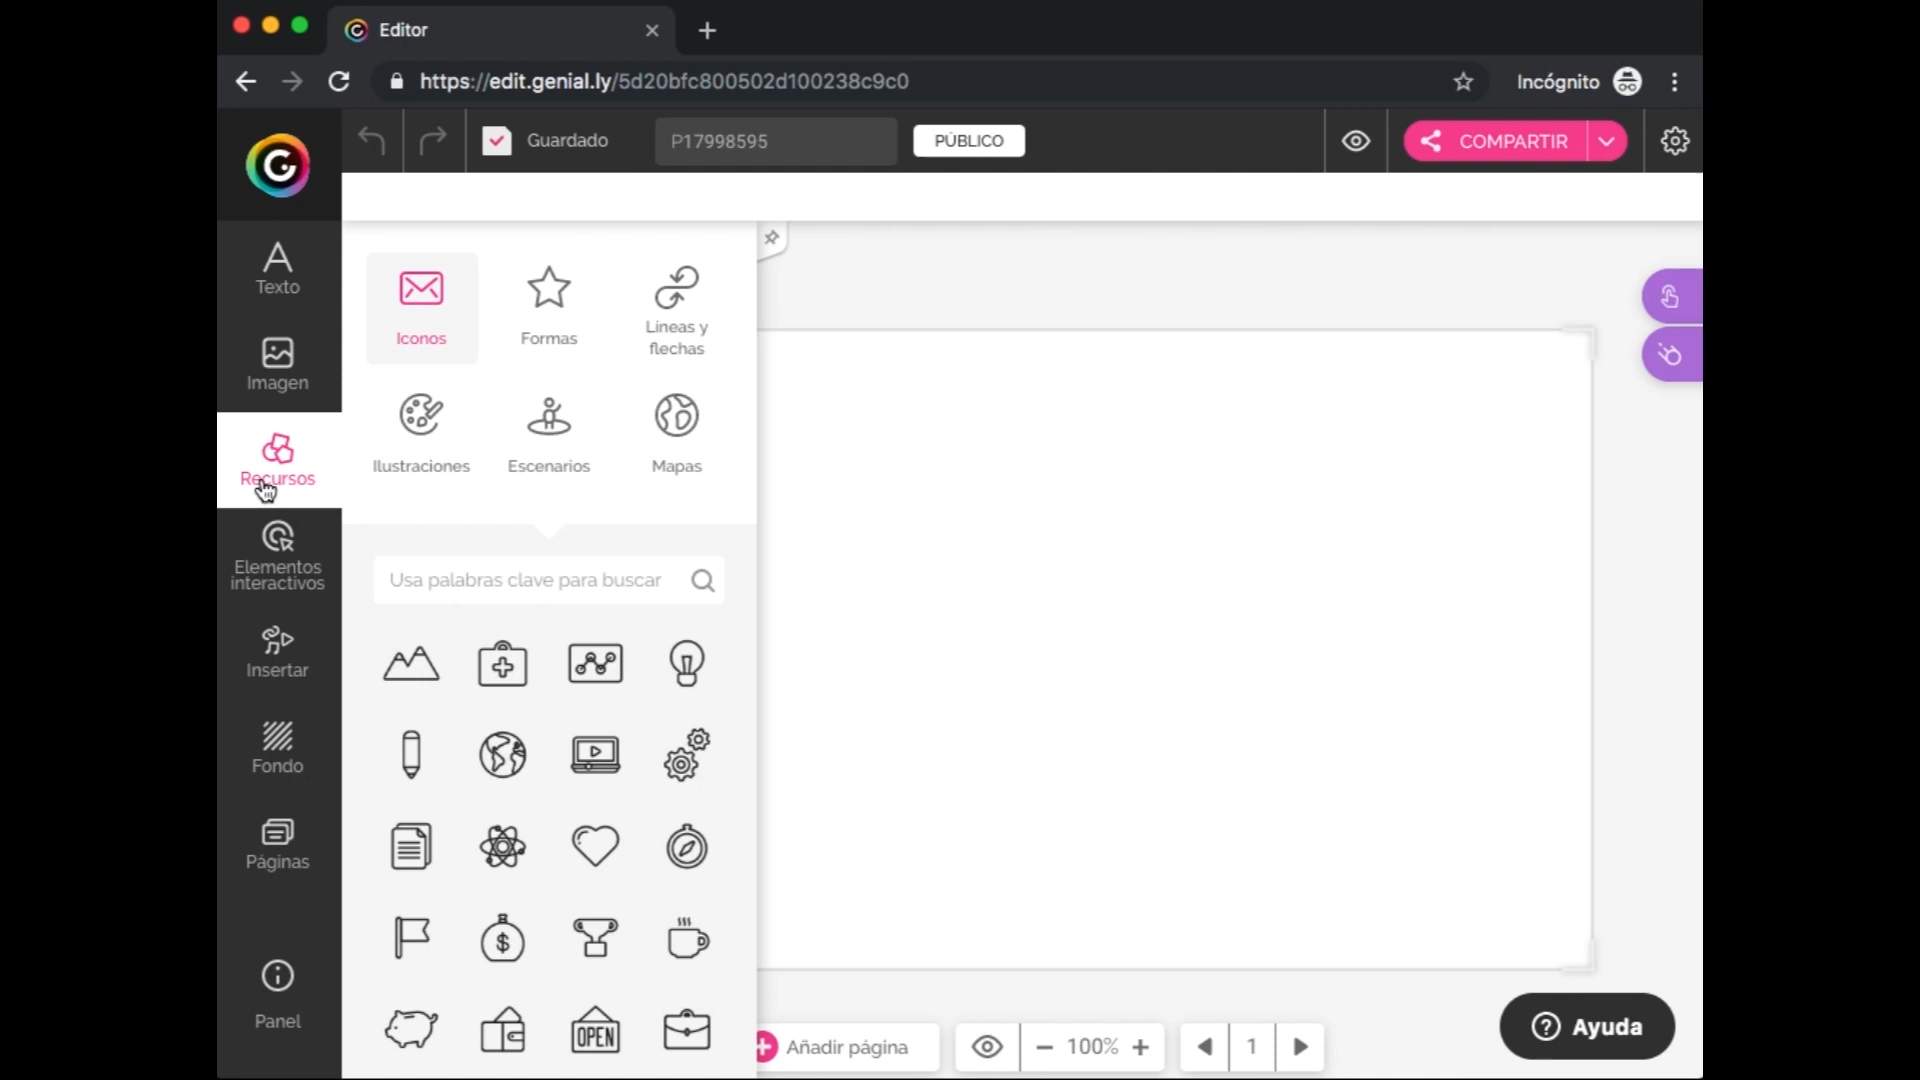 Editor
https://edit.genial.ly/5d20bfc800502d100238c9c0
Incógnito
Guardado
P17998595
PÚBLICO
COMPARTIR
Texto
Imagen
Recursos
Elementos
interactivos
Insertar
Fondo
Páginas
Panel
Iconos
Formas
Líneas y
flechas
Ilustraciones
Escenarios
Mapas
Usa palabras clave para buscar
OPEN
Añadir página
100%
1
Ayuda